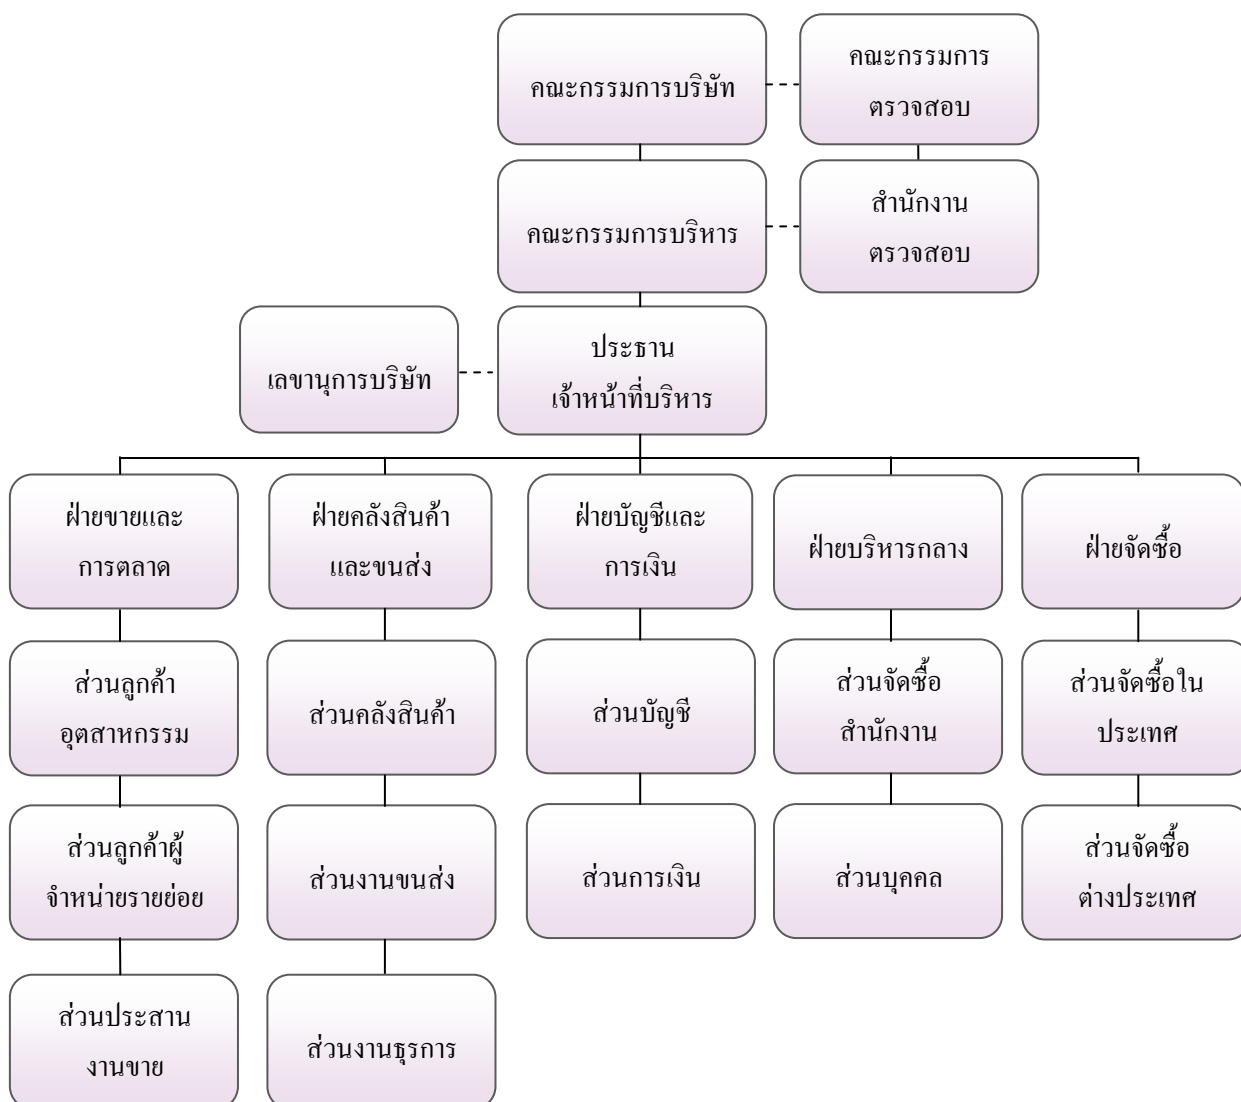 คณะกรรมการบริษัท
คณะกรรมการ
ตรวจสอบ
คณะกรรมการบริหาร
สำนักงาน
ตรวจสอบ
เลขานุการบริษัท
ประธาน
เจ้าหน้าที่บริหาร
ฝ่ายขายและ
การตลาด
ฝ่ายคลังสินค้า
และขนส่ง
ฝ่ายบัญชีและ
การเงิน
ฝ่ายบริหารกลาง
ฝ่ายจัดซื้อ
ส่วนลูกค้า
อุตสาหกรรม
ส่วนคลังสินค้า
ส่วนบัญชี
ส่วนจัดซื้อ
สำนักงาน
ส่วนจัดซื้อใน
ประเทศ
ส่วนลูกค้าผู้
จำหน่ายรายย่อย
ส่วนงานขนส่ง
ส่วนการเงิน
ส่วนบุคคล
ส่วนจัดซื้อ
ต่างประเทศ
ส่วนประสาน
งานขาย
ส่วนงานธุรการ